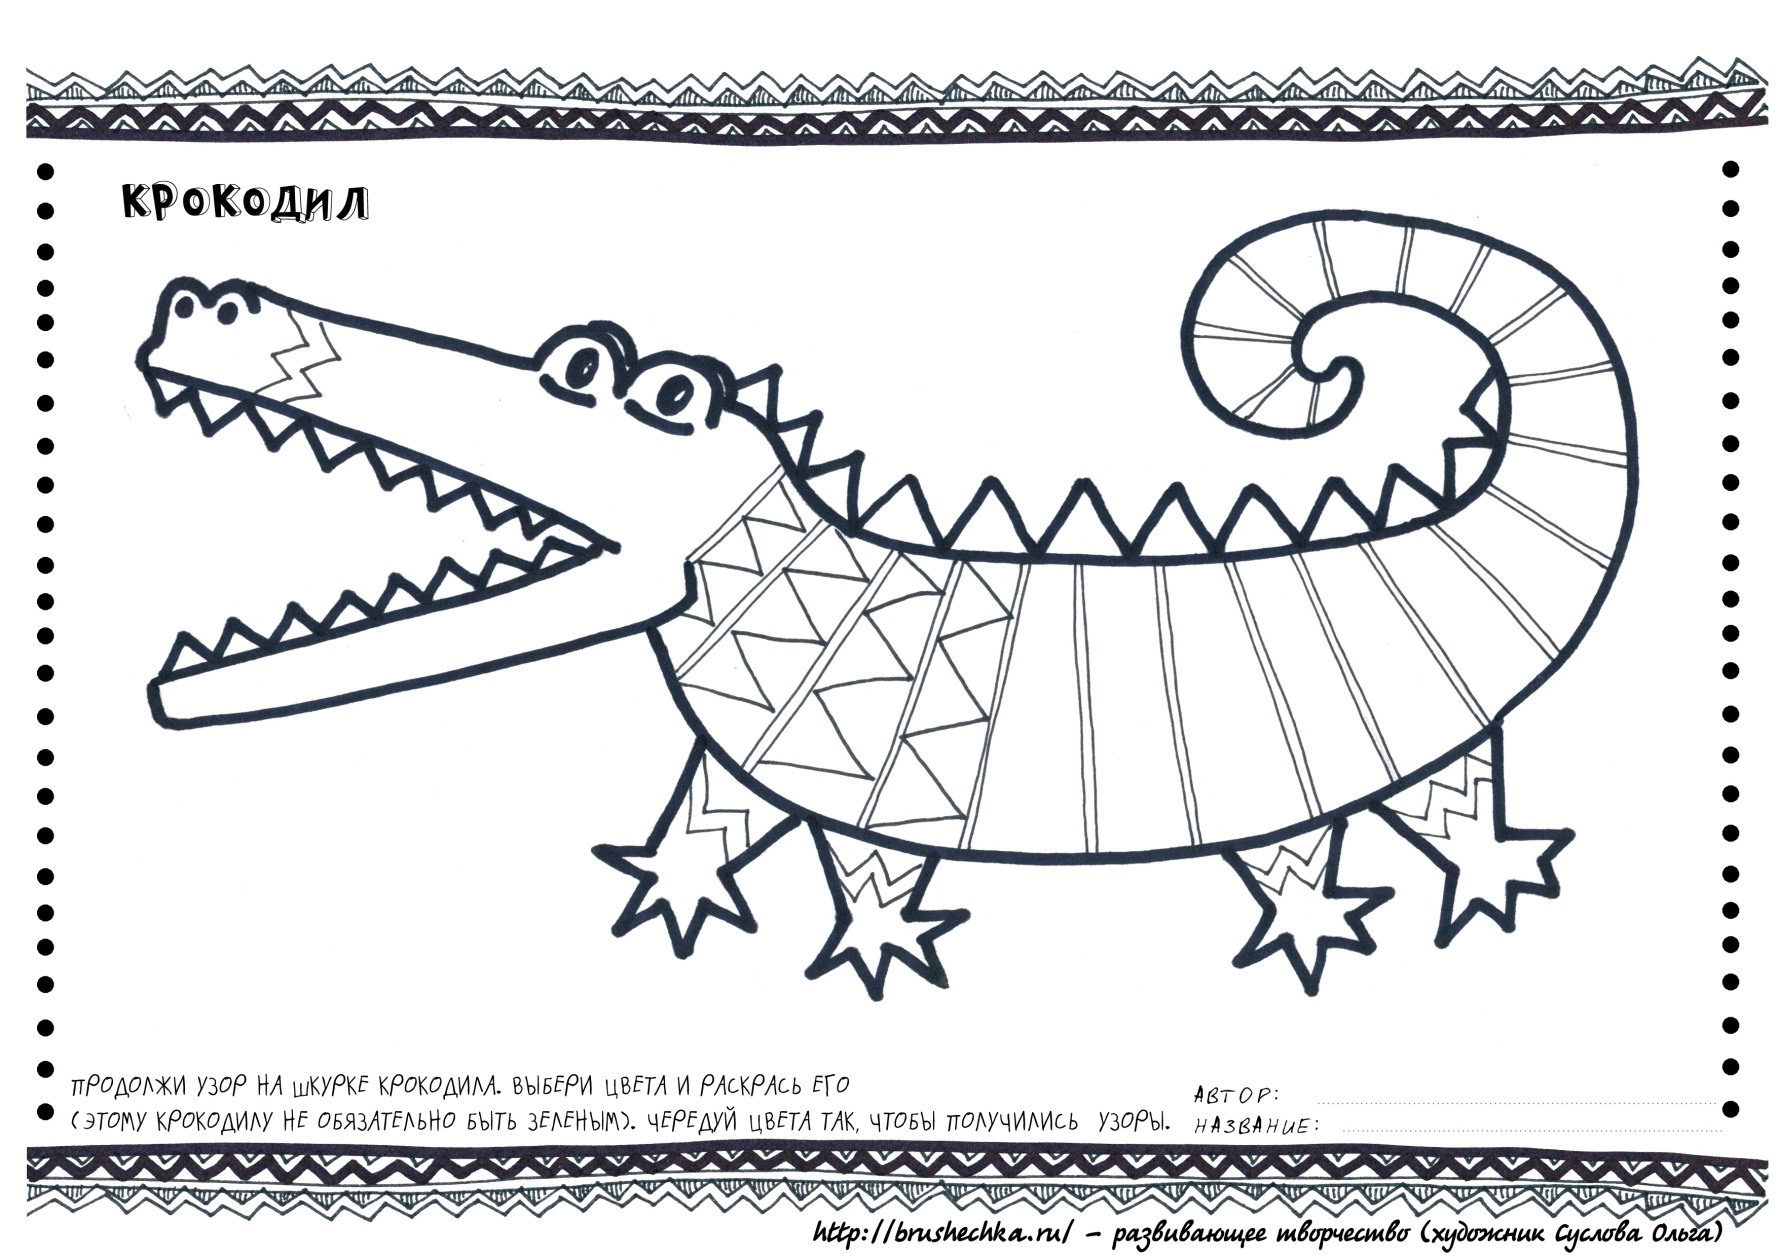 КРОКОДИЛ
ПРОДОЛЖИ УЗОР НА ШКУРКЕ КРОКОДИЛА. ВЫБЕРИ ЦВЕТА И РАСКРАСЬ ЕГО
(ЭТОМУ КРОКОДИЛУ НЕ ОБЯЗАТЕЛЬНО БЫТЬ ЗЕЛЕНЫМ). ЧЕРЕДУЙ ЦВЕТА ТАК, ЧТОБЫ ПОЛУЧИЛИСЬ УЗОРЫ.
АВТОР:
НАЗВАНИЕ:
http://brushechka.ru/ – развивающее творчество (художник Суслова Ольга)